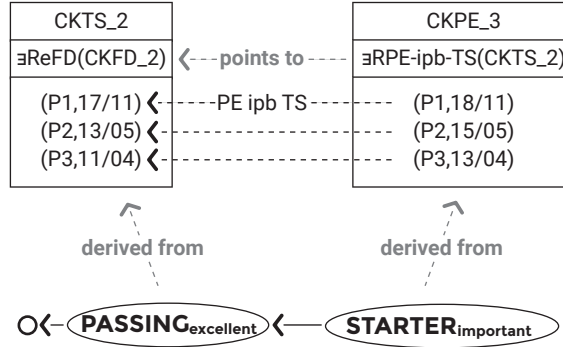 CKTS_2 CKPE_3
∃ReFD(CKFD_2) points to ∃RPE-ipb-TS(CKTS_2)
(P1,17/11) PE ipb TS (P1,18/11)
(P2,13/05) (P2,15/05)
(P3,11/04) (P3,13/04)
derived from derived from
PASSINGexcellent STARTERimportant